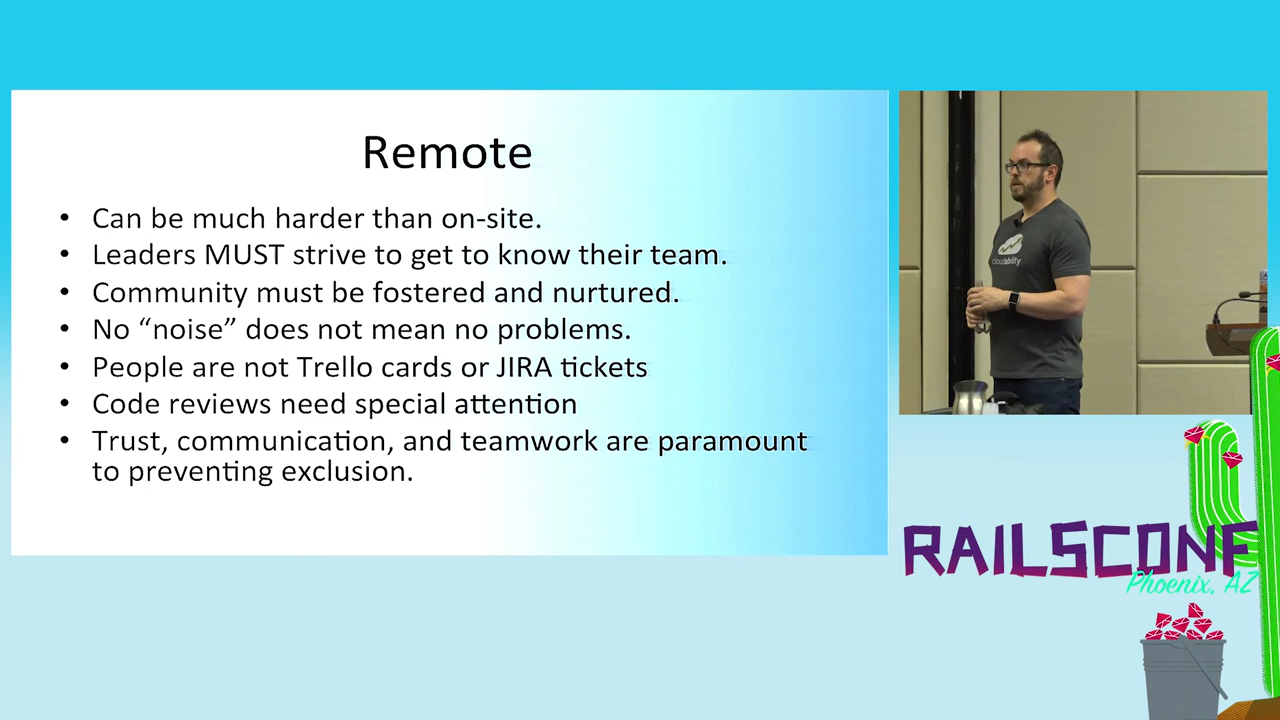 Remote
• Can be much harder than on-site.
• Leaders MUST strive to get to know their team.
• Community must be fostered and nurtured.
• No “noise” does not mean no problems.
• People are not Trello cards or JIRA tickets
• Code reviews need special attention
• Trust, communication, and teamwork are paramount
to preventing exclusion.
cloudability
RAILSCONF
Phoenix, AZ